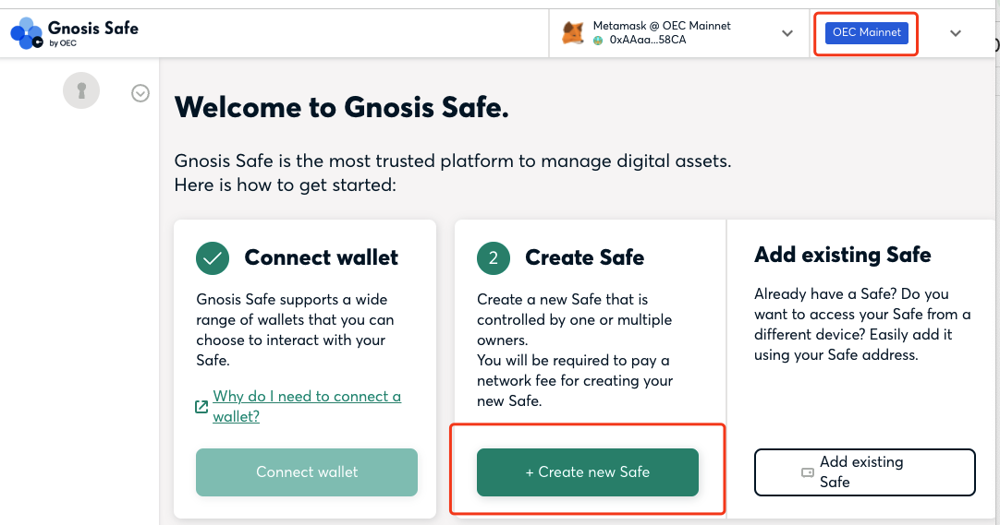 Gnosis Safe
by OEC
Metamask @ OEC Mainnet
0xAAaa...58CA
OEC Mainnet
Welcome to Gnosis Safe.
Gnosis Safe is the most trusted platform to manage digital assets.
Here is how to get started:
Connect wallet
Gnosis Safe supports a wide
range of wallets that you can
choose to interact with your
Safe.
Why do I need to connect a
wallet?
Connect wallet
2
Create Safe
Create a new Safe that is
controlled by one or multiple
owners.
You will be required to pay a
network fee for creating your
new Safe.
+ Create new Safe
Add existing Safe
Already have a Safe? Do you
want to access your Safe from a
different device? Easily add it
using your Safe address.
Add existing
Safe